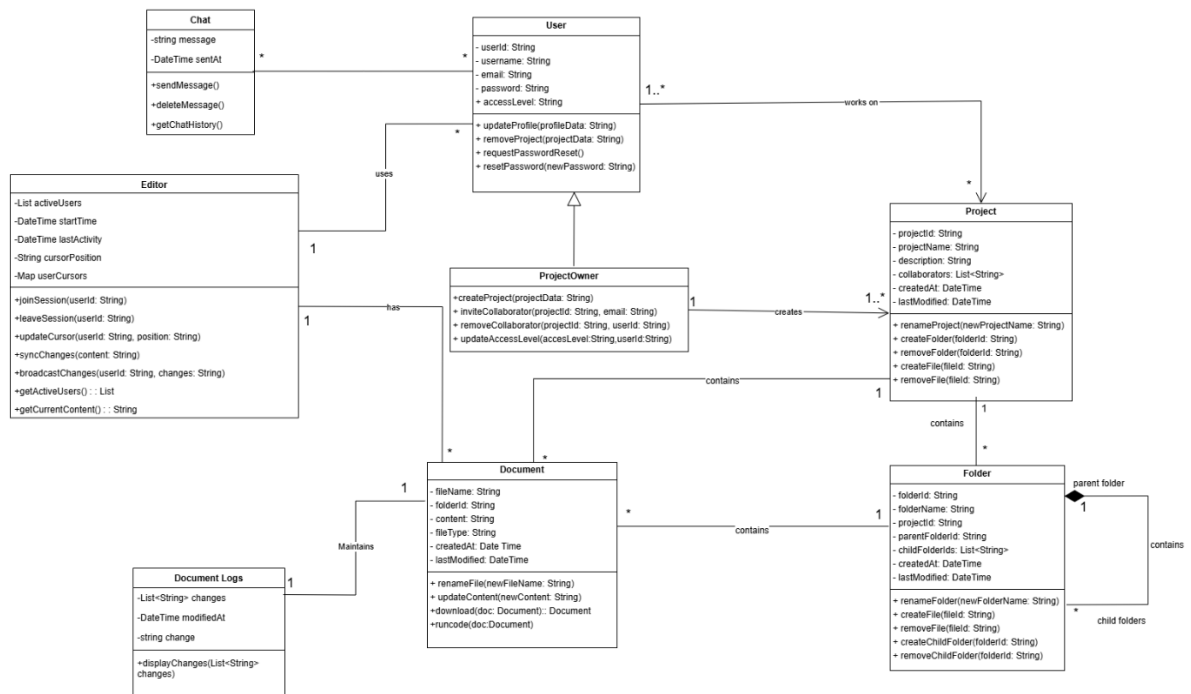 Chat
-string message
-DateTime sentAt
+sendMessage()
+deleteMessage()
+getChatHistory()
*
*
User
- userId: String
- username: String
- email: String
- password: String
+ accessLevel: String
+ updateProfile(profileData: String)
+ removeProject(projectData: String)
+ requestPasswordReset()
+ resetPassword(newPassword: String)
1..*
works on
*
*
uses
1
Editor
-List activeUsers
-DateTime startTime
-DateTime lastActivity
-String cursorPosition
-Map userCursors
+joinSession(userId: String)
+leaveSession(userId: String)
+updateCursor(userId: String, position: String)
+syncChanges(content: String)
+broadcastChanges(userId: String, changes: String)
+getActiveUsers() : : List
+getCurrentContent() : : String
1
has
*
ProjectOwner
+createProject(projectData: String)
+ inviteCollaborator(projectId: String, email: String)
+ removeCollaborator(projectId: String, userId: String)
+ updateAccessLevel(accesLevel:String,userId:String)
1
creates
1..*
Project
- projectId: String
- projectName: String
- description: String
- collaborators: List<String>
- createdAt: DateTime
- lastModified: DateTime
+ renameProject(newProjectName: String)
+ createFolder(folderId: String)
+ removeFolder(folderId: String)
+ createFile(fileId: String)
+ removeFile(fileId: String)
contains
1
*
1
contains
*
Document
- fileName: String
- folderId: String
- content: String
- fileType: String
- createdAt: Date Time
- lastModified: DateTime
+ renameFile(newFileName: String)
+ updateContent(newContent: String)
+download(doc: Document):: Document
+runcode(doc:Document)
*
contains
1
Folder
- folderId: String
- folderName: String
- projectId: String
- parentFolderId: String
- childFolderIds: List<String>
- createdAt: DateTime
- lastModified: DateTime
+ renameFolder(newFolderName: String)
+ createFile(fileId: String)
+ removeFile(fileId: String)
+ createChildFolder(folderId: String)
+ removeChildFolder(folderId: String)
parent folder
1
contains
*
child folders
1
Maintains
1
Document Logs
-List<String> changes
-DateTime modifiedAt
-string change
+displayChanges(List<String>
changes)